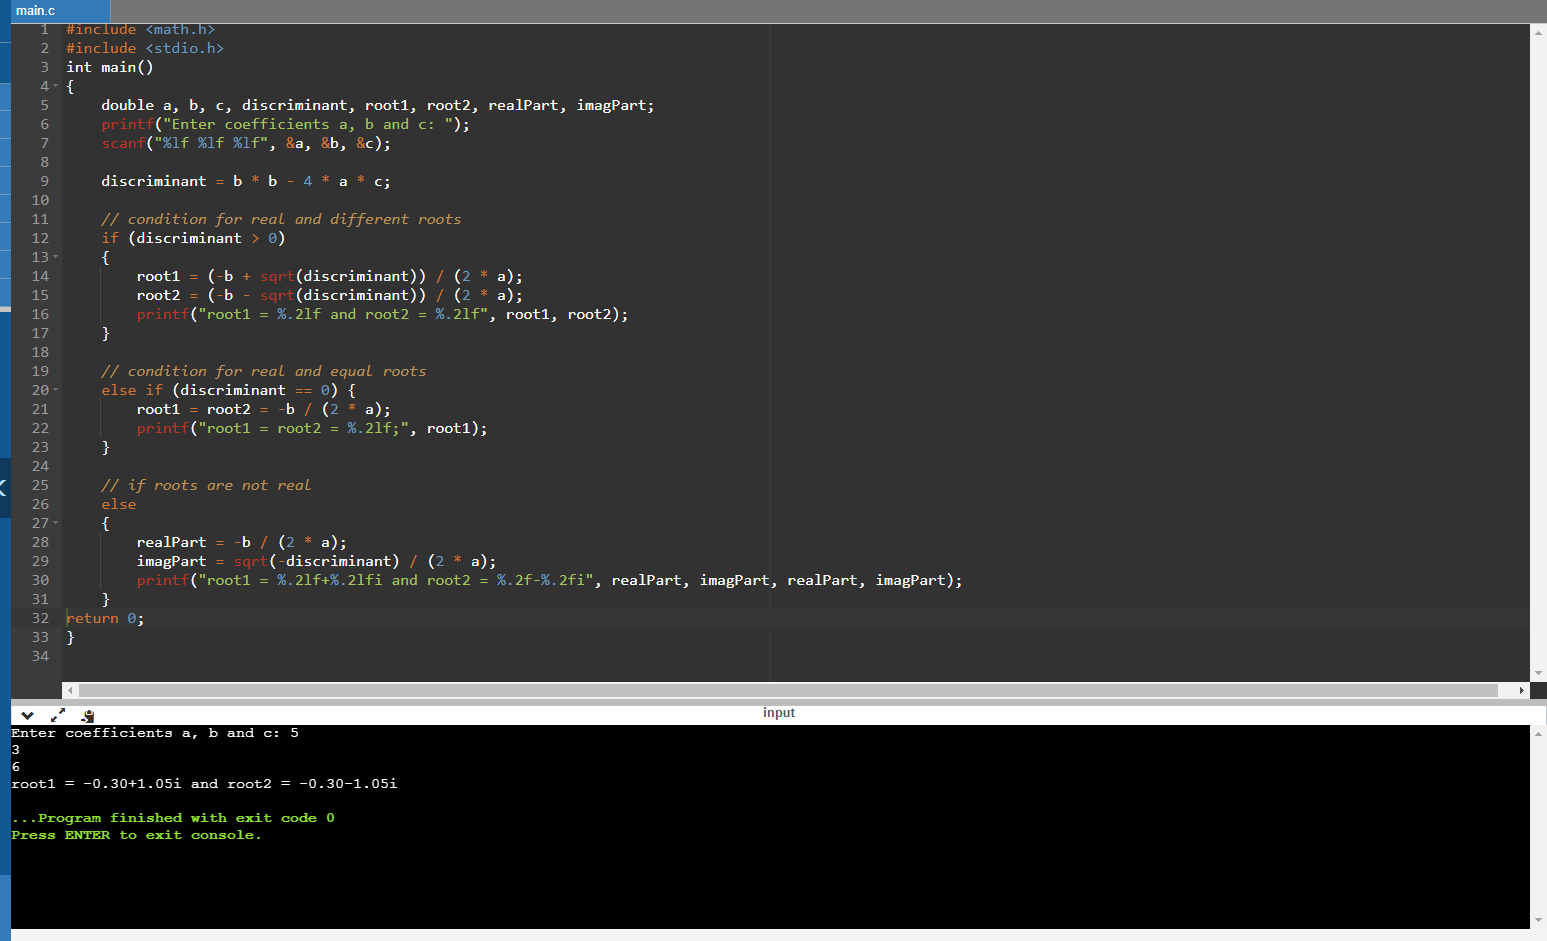 main.c
1 #include <math.h>
2 #include <stdio.h>
3 int main()
4 {
5     double a, b, c, discriminant, root1, root2, realPart, imagPart;
6     printf("Enter coefficients a, b and c: ");
7     scanf("%lf %lf %lf", &a, &b, &c);
8
9     discriminant = b * b - 4 * a * c;
10
11     // condition for real and different roots
12     if (discriminant > 0)
13     {
14         root1 = (-b + sqrt(discriminant)) / (2 * a);
15         root2 = (-b - sqrt(discriminant)) / (2 * a);
16         printf("root1 = %.2lf and root2 = %.2lf", root1, root2);
17     }
18
19     // condition for real and equal roots
20     else if (discriminant == 0) {
21         root1 = root2 = -b / (2 * a);
22         printf("root1 = root2 = %.2lf;", root1);
23     }
24
25     // if roots are not real
26     else
27     {
28         realPart = -b / (2 * a);
29         imagPart = sqrt(-discriminant) / (2 * a);
30         printf("root1 = %.2lf+%.2lfi and root2 = %.2f-%.2fi", realPart, imagPart, realPart, imagPart);
31     }
32 return 0;
33 }
34
input
Enter coefficients a, b and c: 5
3
6
root1 = -0.30+1.05i and root2 = -0.30-1.05i
...Program finished with exit code 0
Press ENTER to exit console.